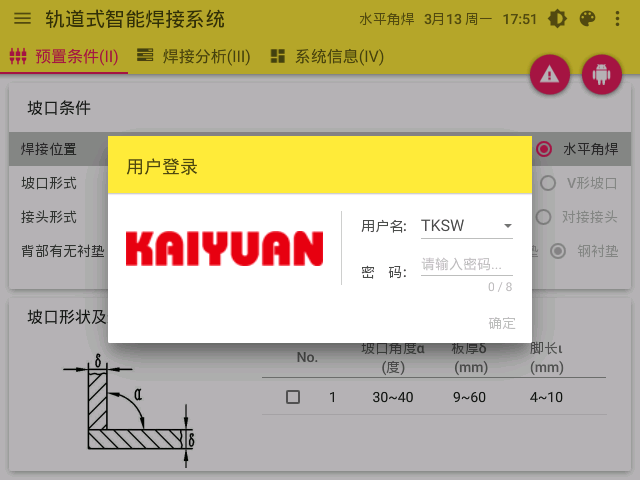 轨道式智能焊接系统 水平角焊 3月13 周一 17:51
预置条件(II) 焊接分析(III) 系统信息(IV)
坡口条件
焊接位置 水平角焊
坡口形式 V形坡口
接头形式 对接接头
背部有无衬垫 垫 钢衬垫
用户登录
KAIYUAN
用户名: TKSW
密 码: 请输入密码...
0 / 8
确定
坡口形状及
No. 坡口角度α 板厚δ 脚长ι
(度) (mm) (mm)
1 30~40 9~60 4~10
δ
α
δ